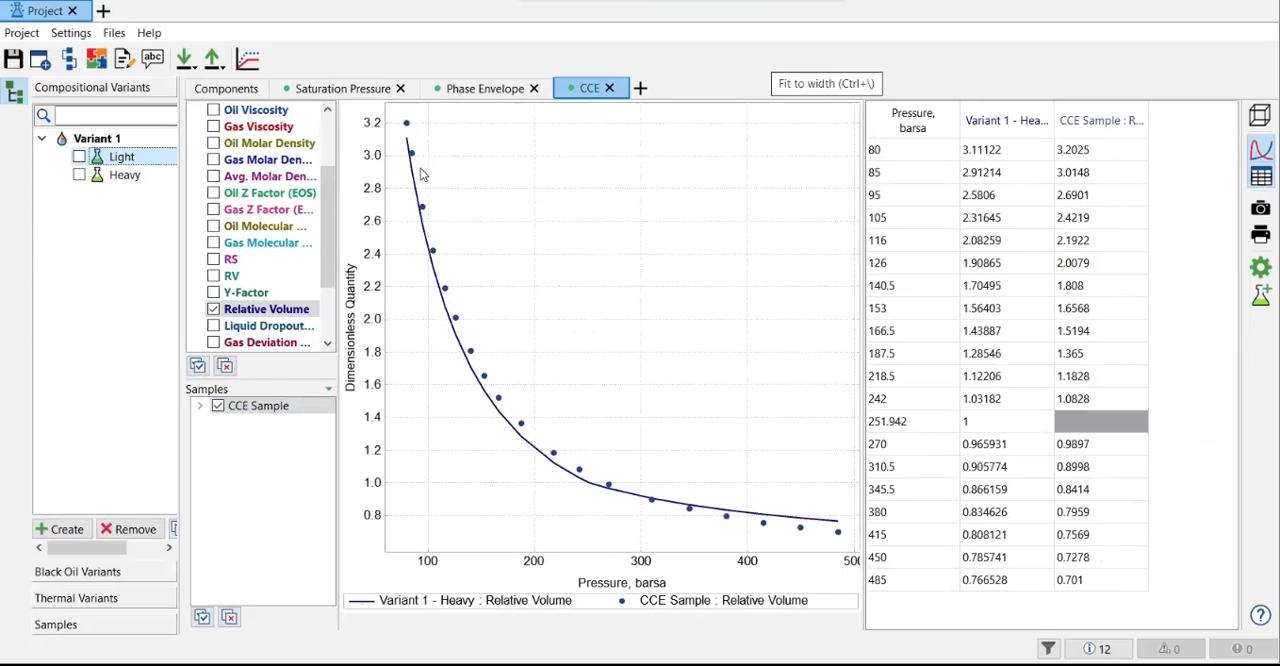 Project
Project Settings Files Help
abc
Compositional Variants
Components Saturation Pressure Phase Envelope CCE
Fit to width (Ctrl+\)
Variant 1
Light
Heavy
Create Remove
Black Oil Variants
Thermal Variants
Samples
Oil Viscosity
Gas Viscosity
Oil Molar Density
Gas Molar Den...
Avg. Molar Den...
Oil Z Factor (EOS)
Gas Z Factor (E...
Oil Molecular ...
Gas Molecular ...
RS
RV
Y-Factor
Relative Volume
Liquid Dropout...
Gas Deviation ...
Samples
CCE Sample
Dimensionless Quantity
3.2
3.0
2.8
2.6
2.4
2.2
2.0
1.8
1.6
1.4
1.2
1.0
0.8
100 200 300 400 500
Pressure, barsa
Variant 1 - Heavy : Relative Volume CCE Sample : Relative Volume
Pressure, barsa Variant 1 - Hea... CCE Sample : R...
80 3.11122 3.2025
85 2.91214 3.0148
95 2.5806 2.6901
105 2.31645 2.4219
116 2.08259 2.1922
126 1.90865 2.0079
140.5 1.70495 1.808
153 1.56403 1.6568
166.5 1.43887 1.5194
187.5 1.28546 1.365
218.5 1.12206 1.1828
242 1.03182 1.0828
251.942 1
270 0.965931 0.9897
310.5 0.905774 0.8998
345.5 0.866159 0.8414
380 0.834626 0.7959
415 0.808121 0.7569
450 0.785741 0.7278
485 0.766528 0.701
12 0 0